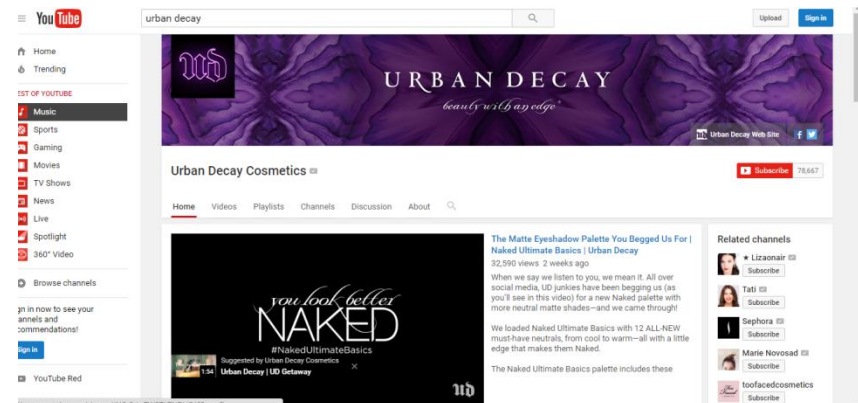 You Tube
urban decay
Upload
Sign in
Home
Trending
EST OF YOUTUBE
Music
Sports
Gaming
Movies
TV Shows
News
Live
Spotlight
360° Video
Browse channels
gn in now to see your
annels and
commendations!
Sign in
YouTube Red
UD
URBAN DECAY
beauty with an edge®
Urban Decay Web Site
Urban Decay Cosmetics
Subscribe 78,667
Home Videos Playlists Channels Discussion About
you look better
NAKED
#NakedUltimateBasics
Suggested by Urban Decay Cosmetics
1:54 Urban Decay | UD Getaway
UD
The Matte Eyeshadow Palette You Begged Us For |
Naked Ultimate Basics | Urban Decay
32,590 views 2 weeks ago
When we say we listen to you, we mean it. All over
social media, UD junkies have been begging us (as
you'll see in this video) for a new Naked palette with
more neutral matte shades—and we came through!
We loaded Naked Ultimate Basics with 12 ALL-NEW
must-have neutrals, from cool to warm—all with a little
edge that makes them Naked.
The Naked Ultimate Basics palette includes these
Related channels
★ Lizaonair
Subscribe
Tati
Subscribe
Sephora
Subscribe
Marie Novosad
Subscribe
toofacedcosmetics
Subscribe